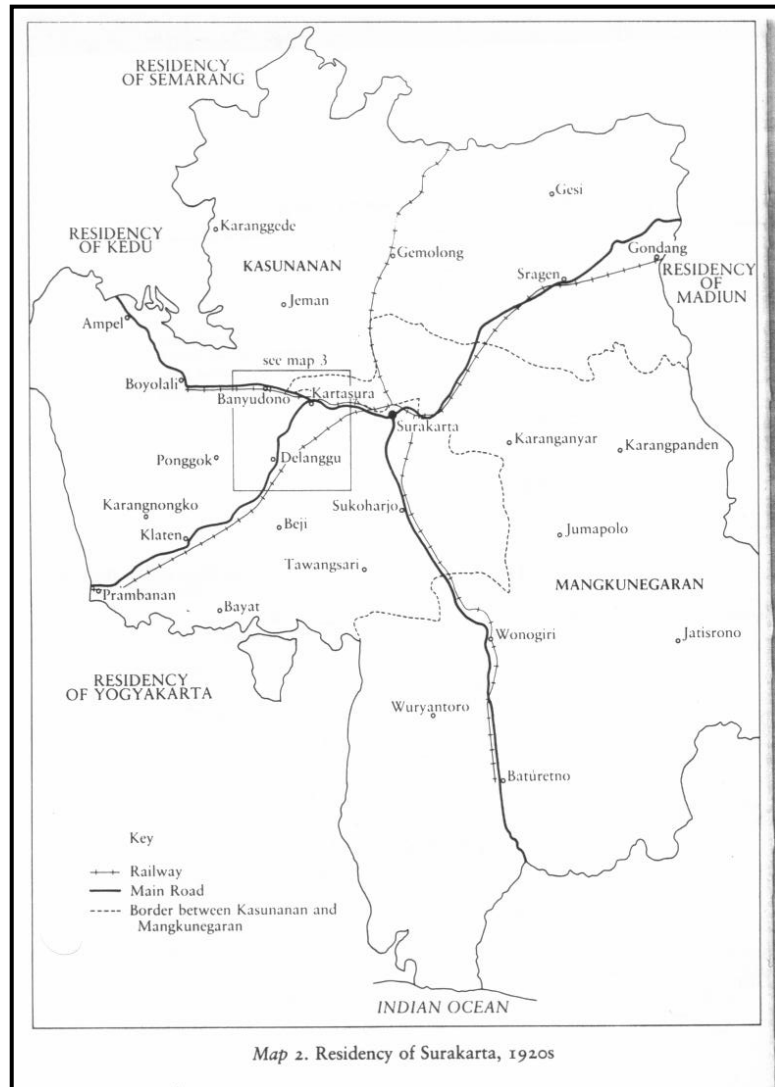 RESIDENCY
OF SEMARANG
Gesi
Karanggede
RESIDENCY
OF KEDU
KASUNANAN
Gemolong
Gondang
Sragen
RESIDENCY
OF
MADIUN
Jeman
Ampel
see map 3
Boyolali
Banyudono
Kartasura
Surakarta
Karanganyar
Karangpanden
Ponggok
Delanggu
Karangnongko
Sukoharjo
Klaten
Beji
Jumapolo
Tawangsari
MANGKUNEGARAN
Prambanan
Bayat
Wonogiri
Jatisrono
RESIDENCY
OF YOGYAKARTA
Wuryantoro
Batúretno
Key
Railway
Main Road
Border between Kasunanan and
Mangkunegaran
INDIAN OCEAN
Map 2. Residency of Surakarta, 1920s